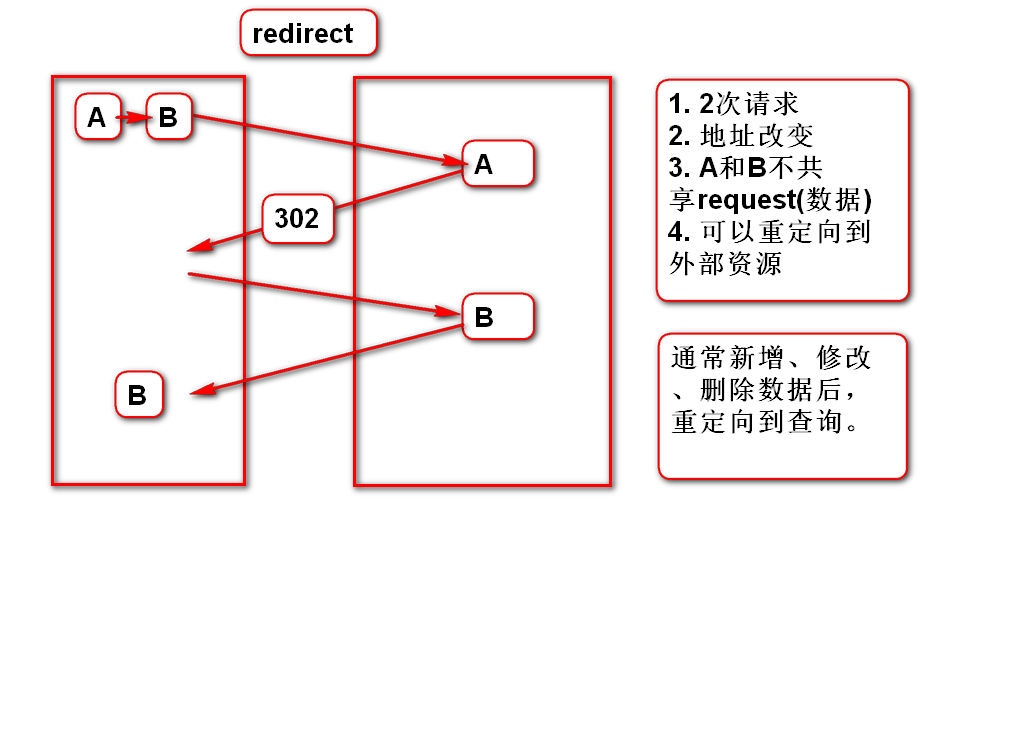 redirect
A
B
A
302
B
B
1. 2次请求
2. 地址改变
3. A和B不共
享request(数据)
4. 可以重定向到
外部资源
通常新增、修改
、删除数据后，
重定向到查询。